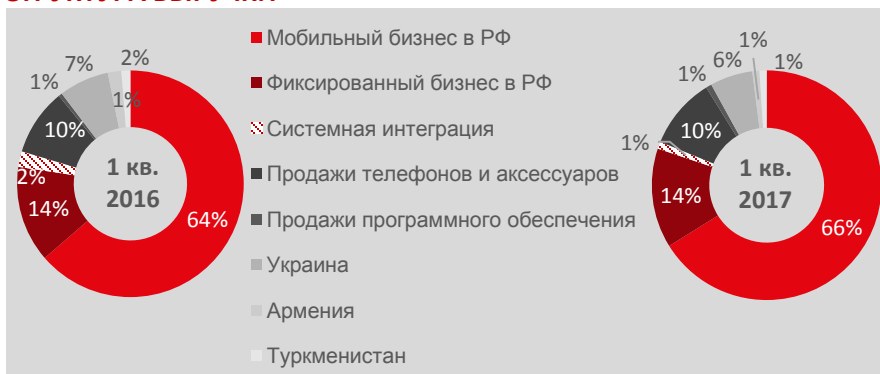 7%
2%
1%
1%
10%
2%
14%
64%
1 кв.
2016
Мобильный бизнес в РФ
Фиксированный бизнес в РФ
Системная интеграция
Продажи телефонов и аксессуаров
Продажи программного обеспечения
Украина
Армения
Туркменистан
1%
6%
1%
1%
10%
1%
14%
66%
1 кв.
2017